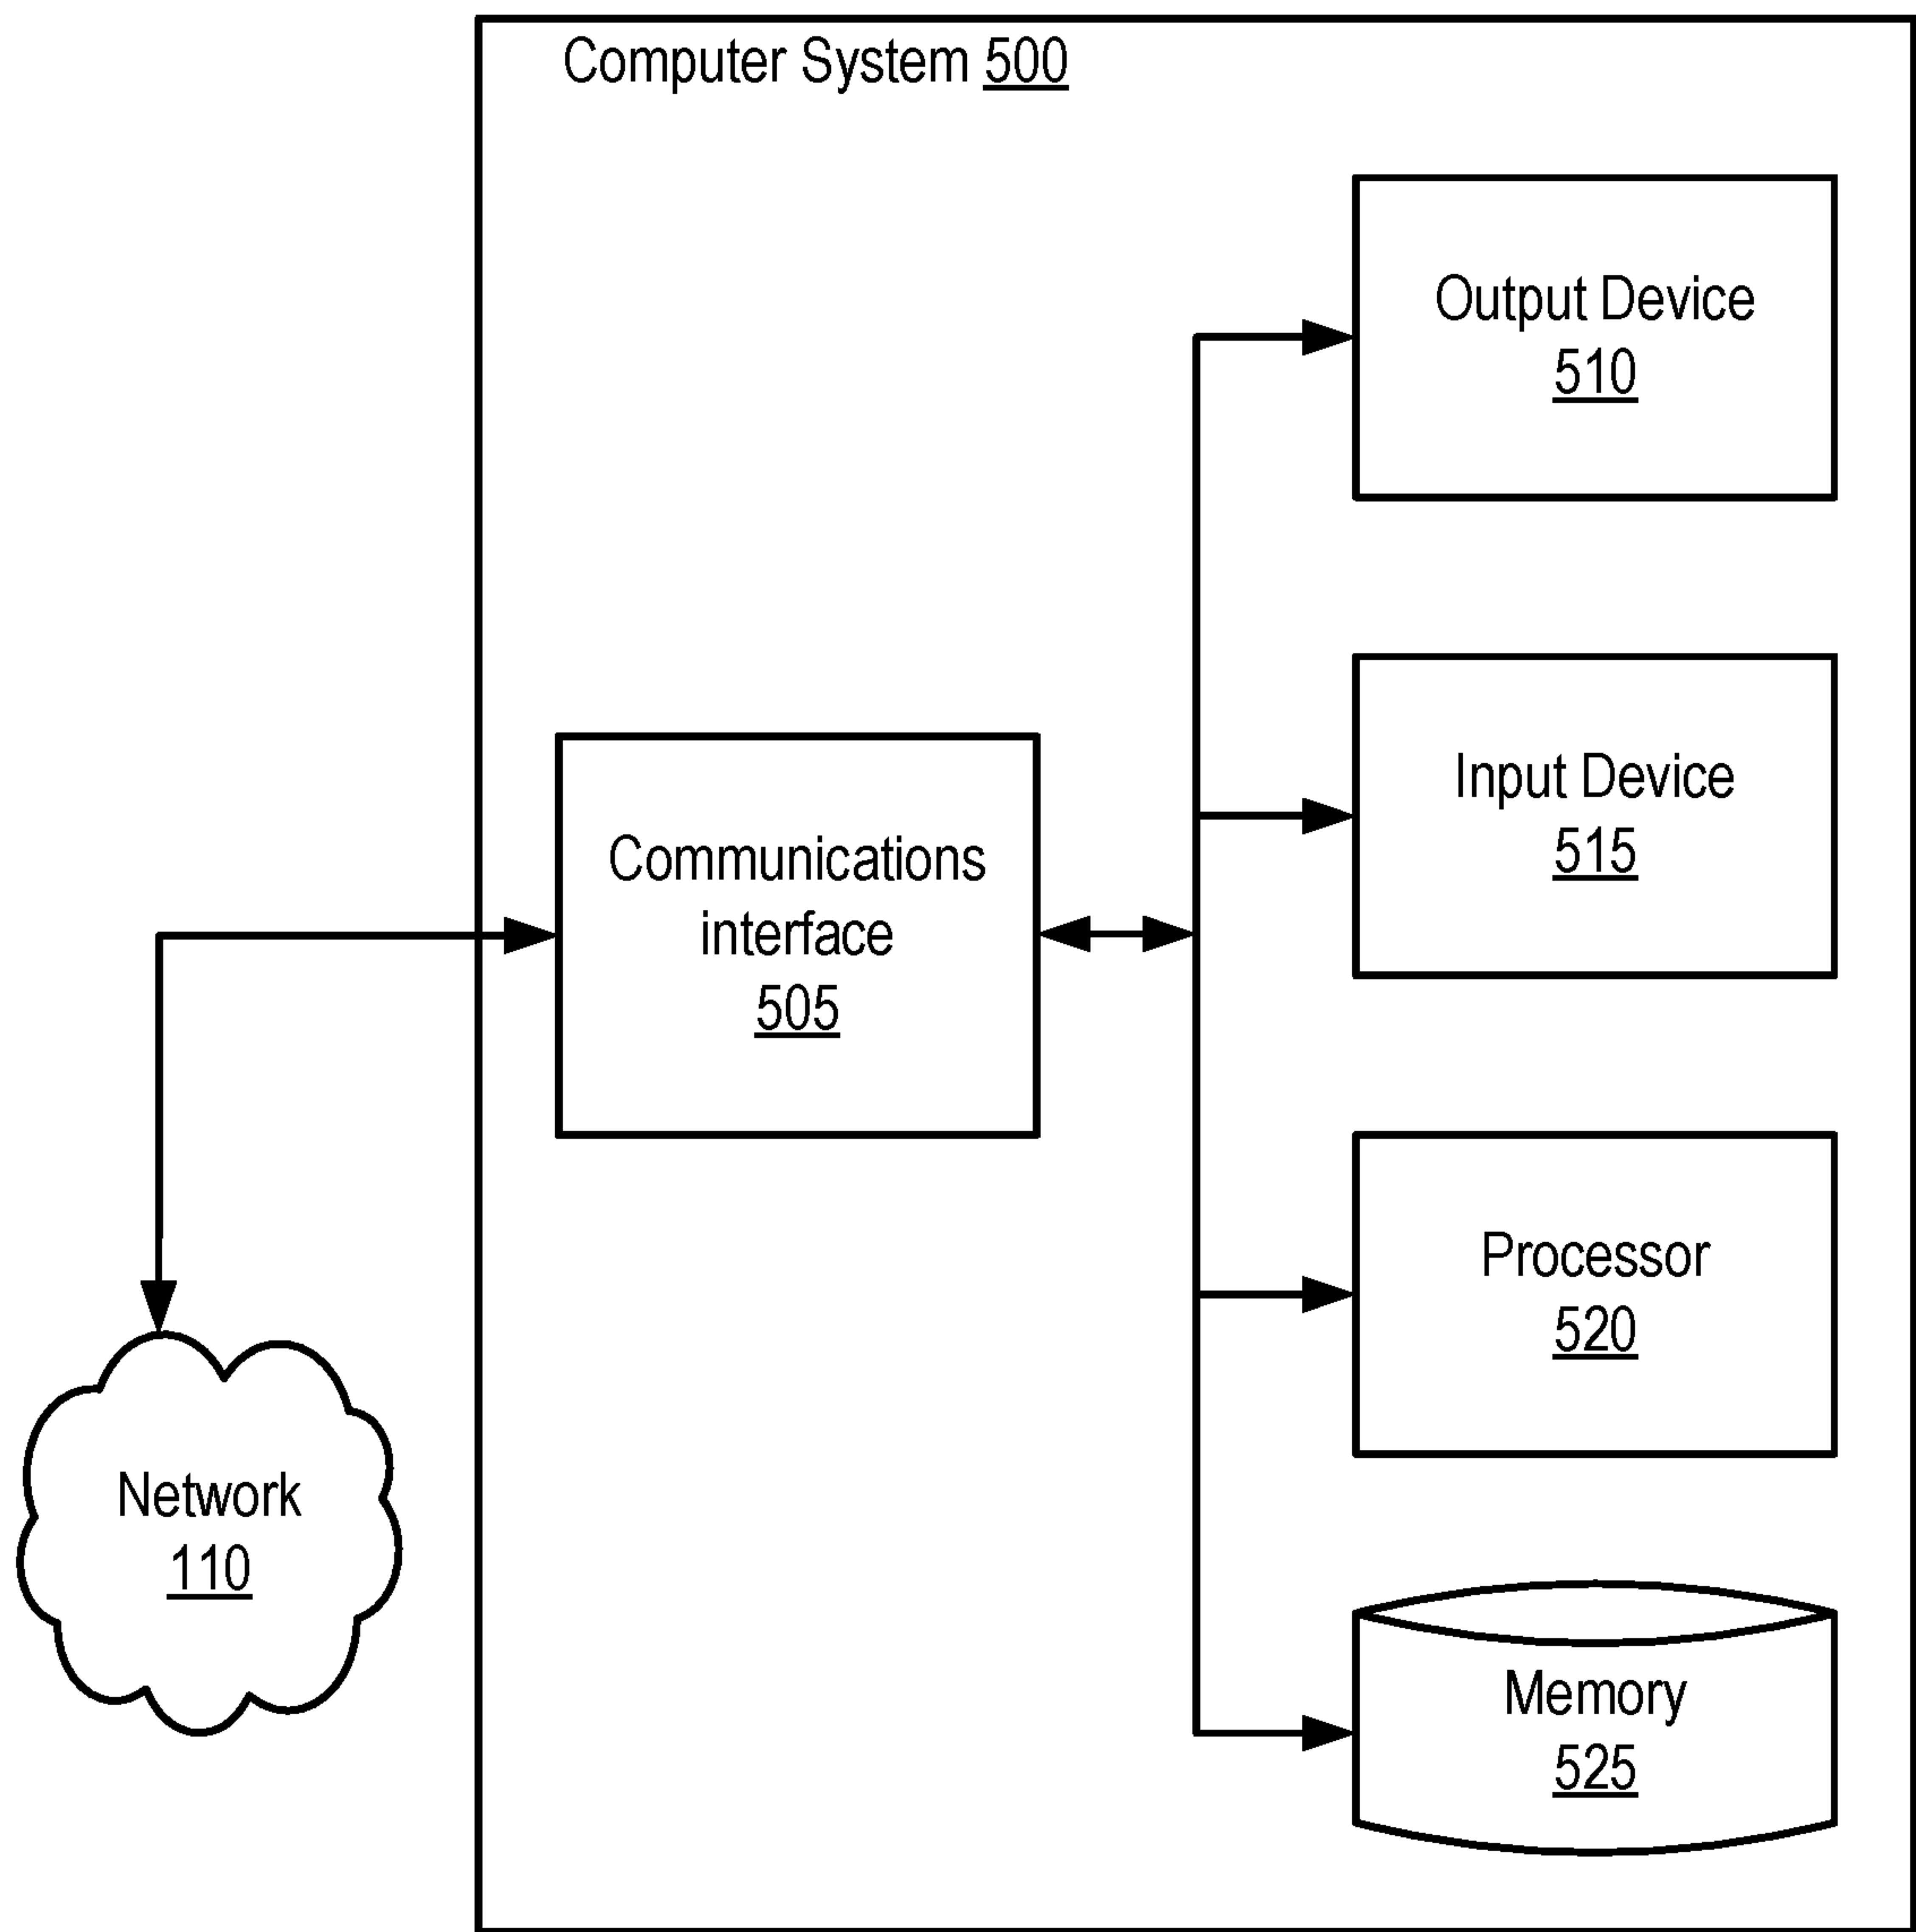 Computer System 500
Output Device
510
Input Device
515
Communications
interface
505
Processor
520
Network
110
Memory
525